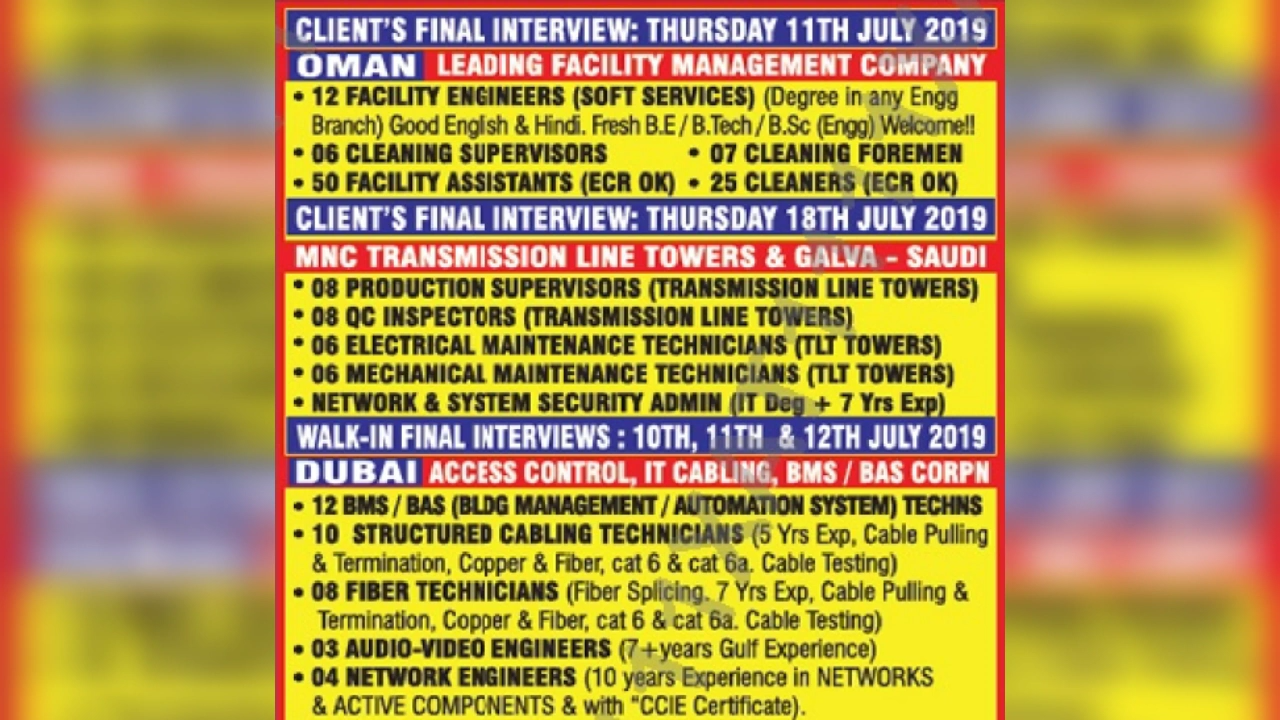 CLIENT'S FINAL INTERVIEW: THURSDAY 11TH JULY 2019
OMAN LEADING FACILITY MANAGEMENT COMPANY
• 12 FACILITY ENGINEERS (SOFT SERVICES) (Degree in any Engg
Branch) Good English & Hindi. Fresh B.E / B.Tech / B.Sc (Engg) Welcome!!
• 06 CLEANING SUPERVISORS • 07 CLEANING FOREMEN
• 50 FACILITY ASSISTANTS (ECR OK) • 25 CLEANERS (ECR OK)
CLIENT'S FINAL INTERVIEW: THURSDAY 18TH JULY 2019
MNC TRANSMISSION LINE TOWERS & GALVA - SAUDI
• 08 PRODUCTION SUPERVISORS (TRANSMISSION LINE TOWERS)
• 08 QC INSPECTORS (TRANSMISSION LINE TOWERS)
• 06 ELECTRICAL MAINTENANCE TECHNICIANS (TLT TOWERS)
• 06 MECHANICAL MAINTENANCE TECHNICIANS (TLT TOWERS)
• NETWORK & SYSTEM SECURITY ADMIN (IT Deg + 7 Yrs Exp)
WALK-IN FINAL INTERVIEWS : 10TH, 11TH & 12TH JULY 2019
DUBAI ACCESS CONTROL, IT CABLING, BMS / BAS CORPN
• 12 BMS / BAS (BLDG MANAGEMENT / AUTOMATION SYSTEM) TECHNS
• 10 STRUCTURED CABLING TECHNICIANS (5 Yrs Exp, Cable Pulling
& Termination, Copper & Fiber, cat 6 & cat 6a. Cable Testing)
• 08 FIBER TECHNICIANS (Fiber Splicing. 7 Yrs Exp, Cable Pulling &
Termination, Copper & Fiber, cat 6 & cat 6a. Cable Testing)
• 03 AUDIO-VIDEO ENGINEERS (7+years Gulf Experience)
• 04 NETWORK ENGINEERS (10 years Experience in NETWORKS
& ACTIVE COMPONENTS & with "CCIE Certificate).